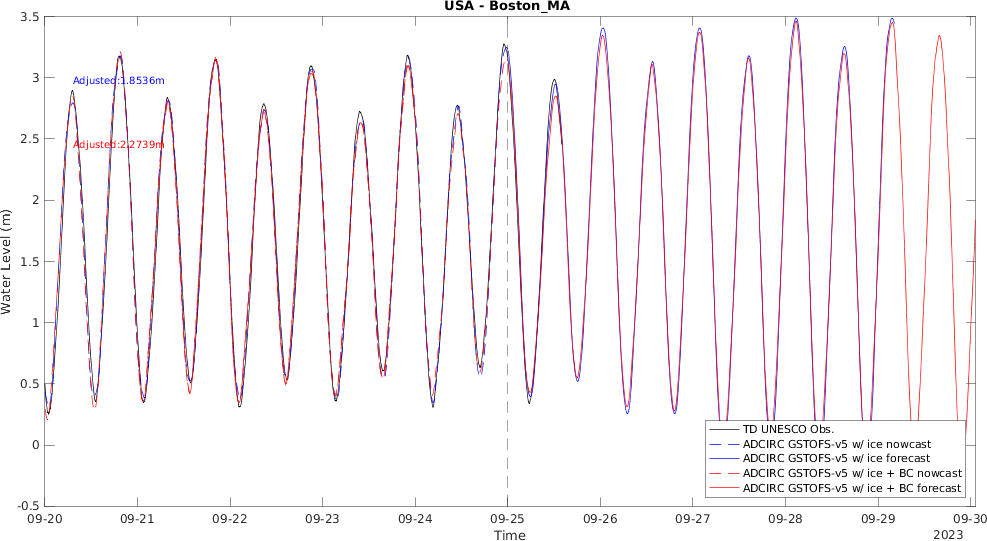 USA - Boston_MA
3.5
3
2.5
2
1.5
1
0.5
0
-0.5
Water Level (m)
Adjusted:1.8536m
Adjusted:2.2739m
TD UNESCO Obs.
ADCIRC GSTOFS-v5 w/ ice nowcast
ADCIRC GSTOFS-v5 w/ ice forecast
ADCIRC GSTOFS-v5 w/ ice + BC nowcast
ADCIRC GSTOFS-v5 w/ ice + BC forecast
09-20 09-21 09-22 09-23 09-24 09-25 09-26 09-27 09-28 09-29 09-30
Time
2023